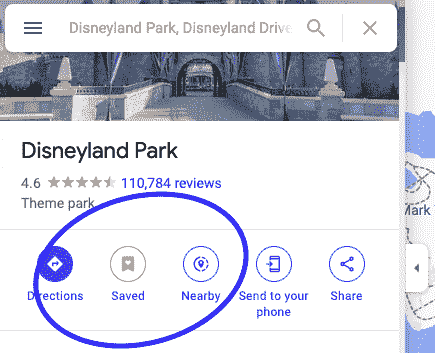 Disneyland Park, Disneyland Drive
Disneyland Park
4.6 110,784 reviews
Theme park
Directions Saved Nearby Send to your phone Share
Mark